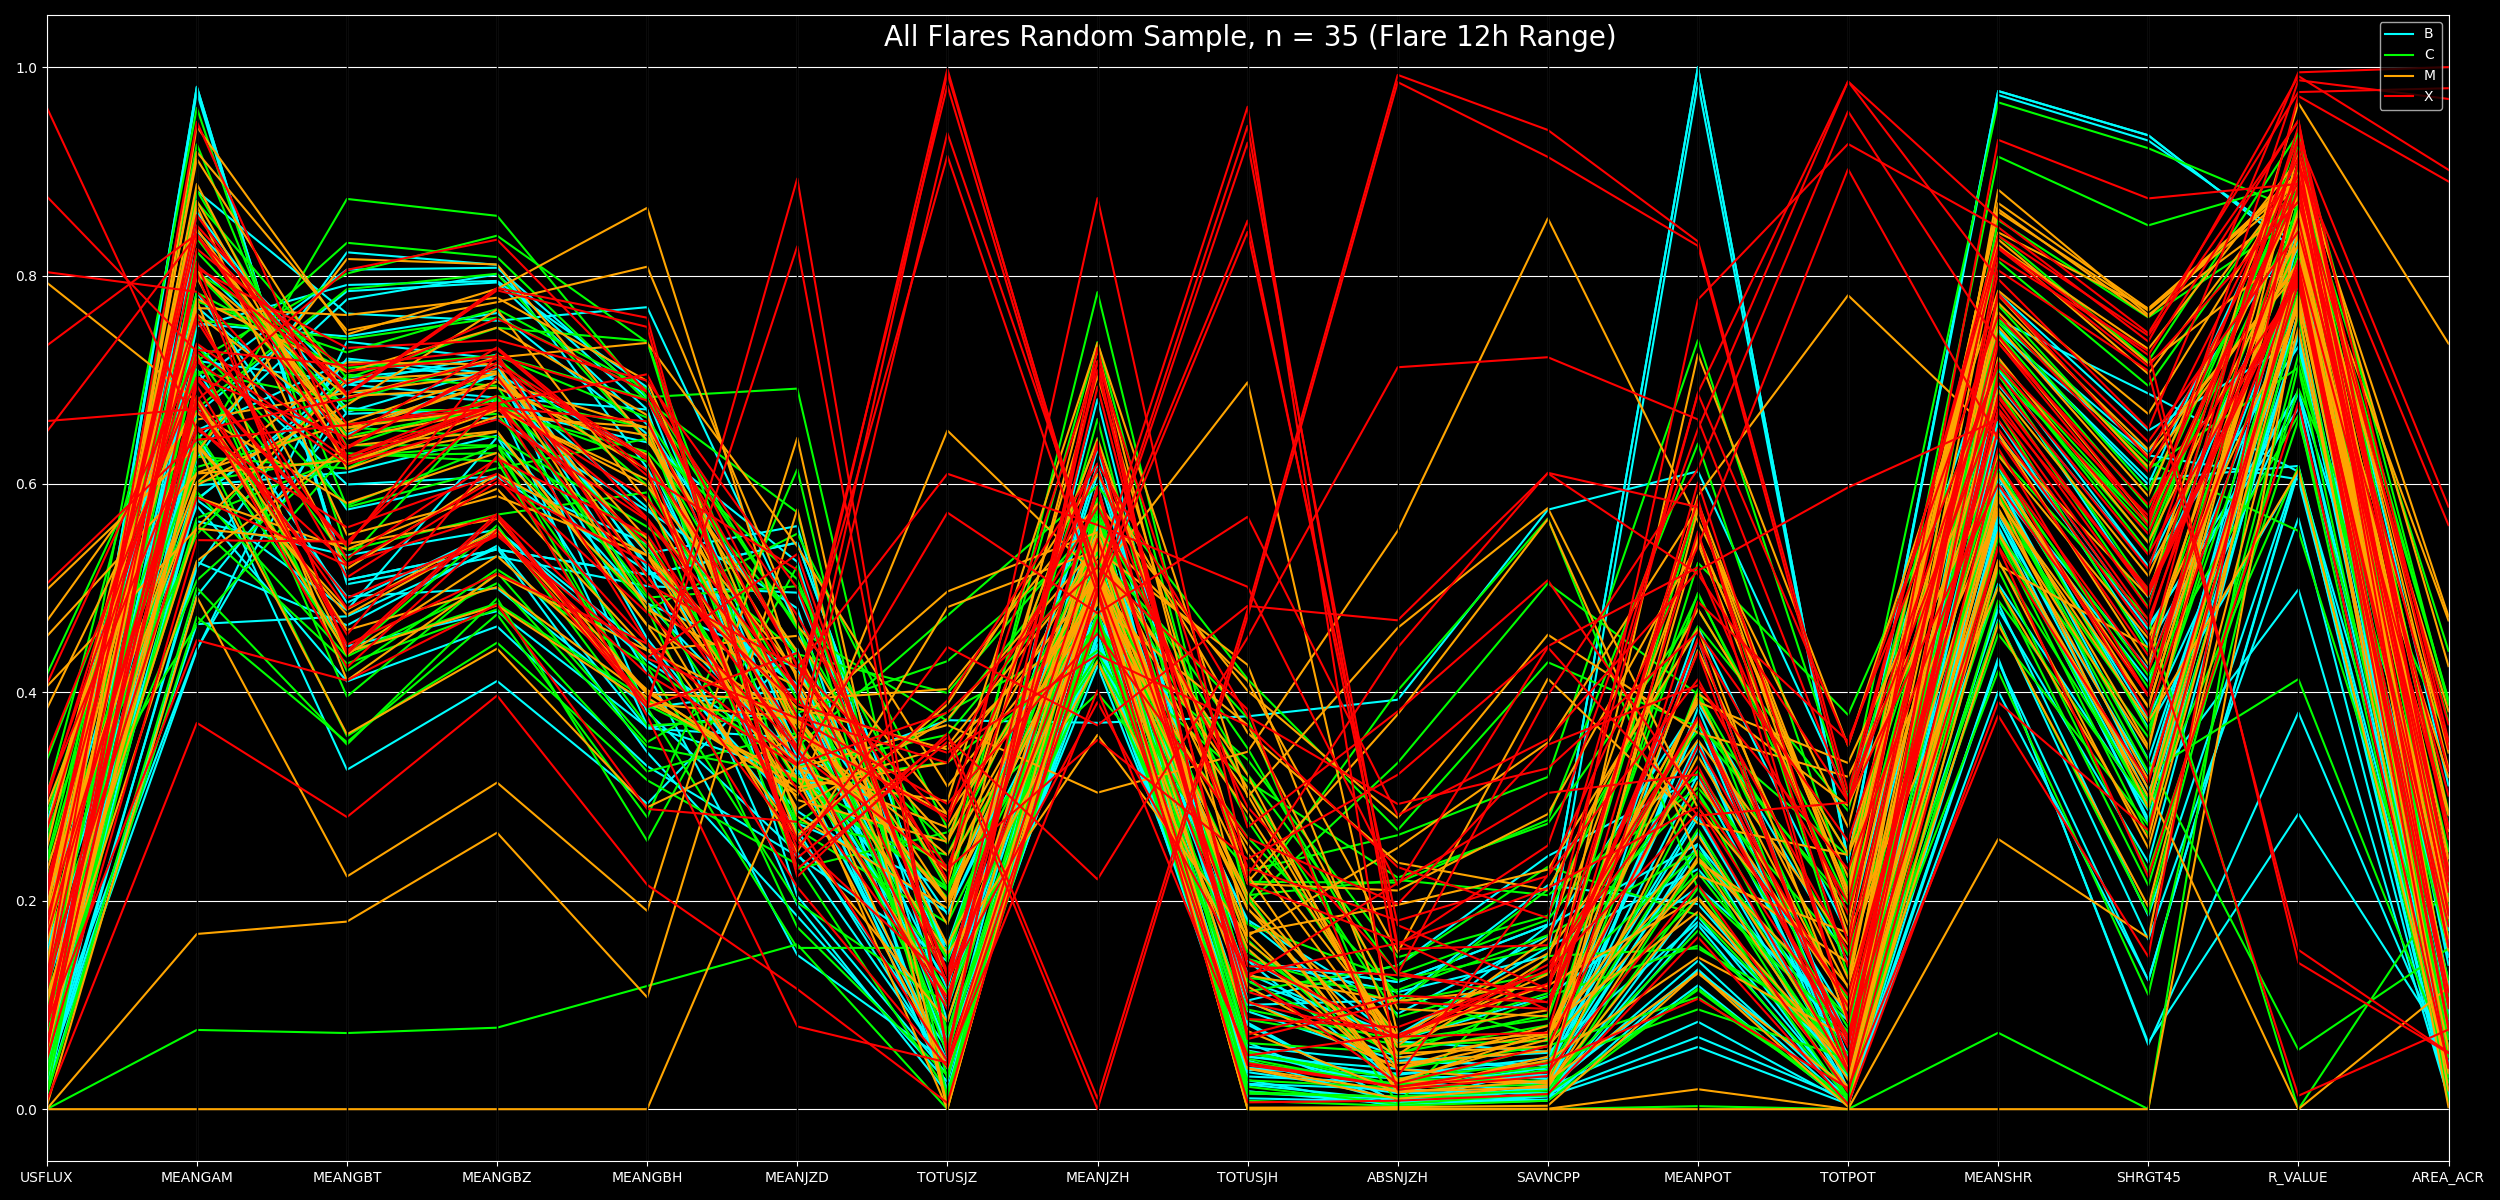 All Flares Random Sample, n = 35 (Flare 12h Range)
B
C
M
X
1.0
0.8
0.6
0.4
0.2
0.0
USFLUX MEANGAM MEANGBT MEANGBZ MEANGBH MEANJZD TOTUSJZ MEANJZH TOTUSJH ABSNJZH SAVNCPP MEANPOT TOTPOT MEANSHR SHRGT45 R_VALUE AREA_ACR